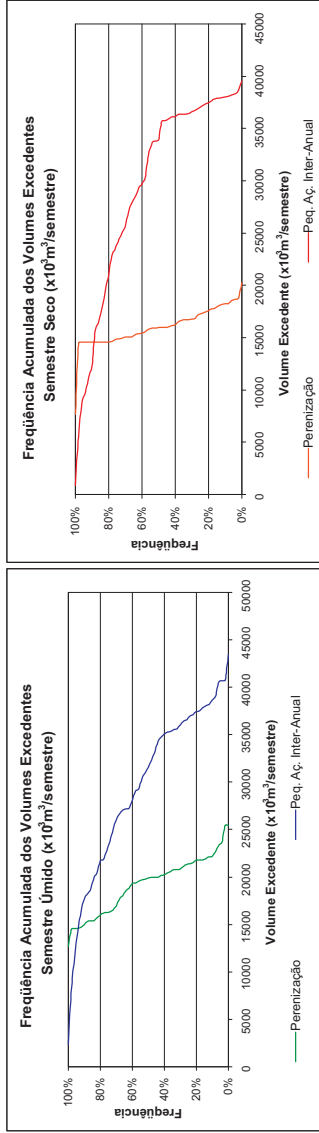 Freqüência Acumulada dos Volumes Excedentes
Semestre Úmido (x10³m³/semestre)
Freqüência
100%
80%
60%
40%
20%
0%
0 5000 10000 15000 20000 25000 30000 35000 40000 45000 50000
Volume Excedente (x10³m³/semestre)
Perenização Peq. Aç. Inter-Anual
Freqüência Acumulada dos Volumes Excedentes
Semestre Seco (x10³m³/semestre)
Freqüência
100%
80%
60%
40%
20%
0%
0 5000 10000 15000 20000 25000 30000 35000 40000 45000
Volume Excedente (x10³m³/semestre)
Perenização Peq. Aç. Inter-Anual